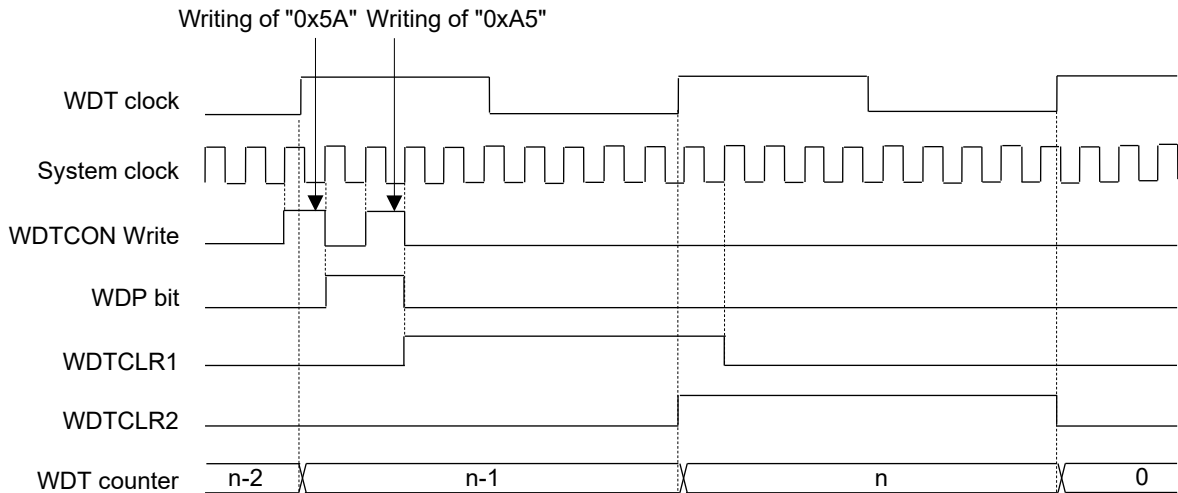 Writing of "0x5A" Writing of "0xA5"
WDT clock
System clock
WDTCON Write
WDP bit
WDTCLR1
WDTCLR2
WDT counter n-2 n-1 n 0